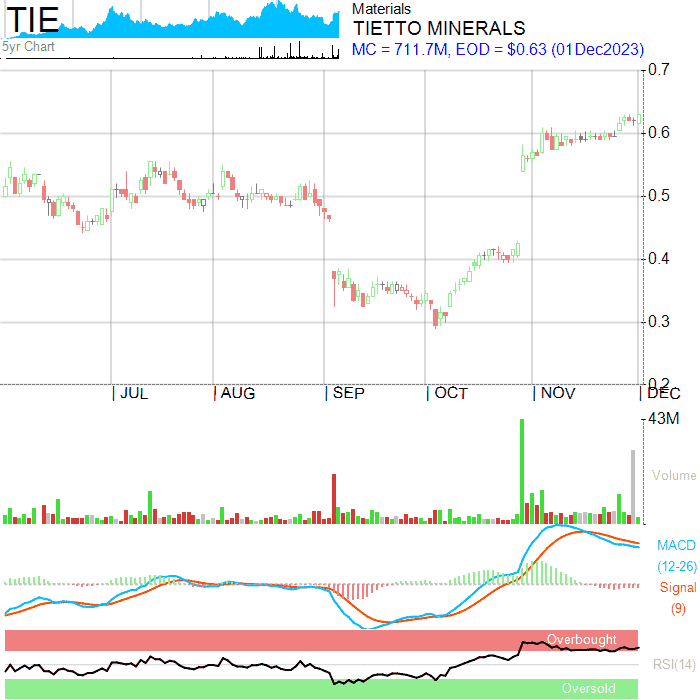 TIE
5yr Chart
Materials
TIETTO MINERALS
MC = 711.7M, EOD = $0.63 (01Dec2023)
0.7
0.6
0.5
0.4
0.3
0.2
JUL
AUG
SEP
OCT
NOV
DEC
43M
Volume
MACD
(12-26)
Signal
(9)
Overbought
RSI(14)
Oversold